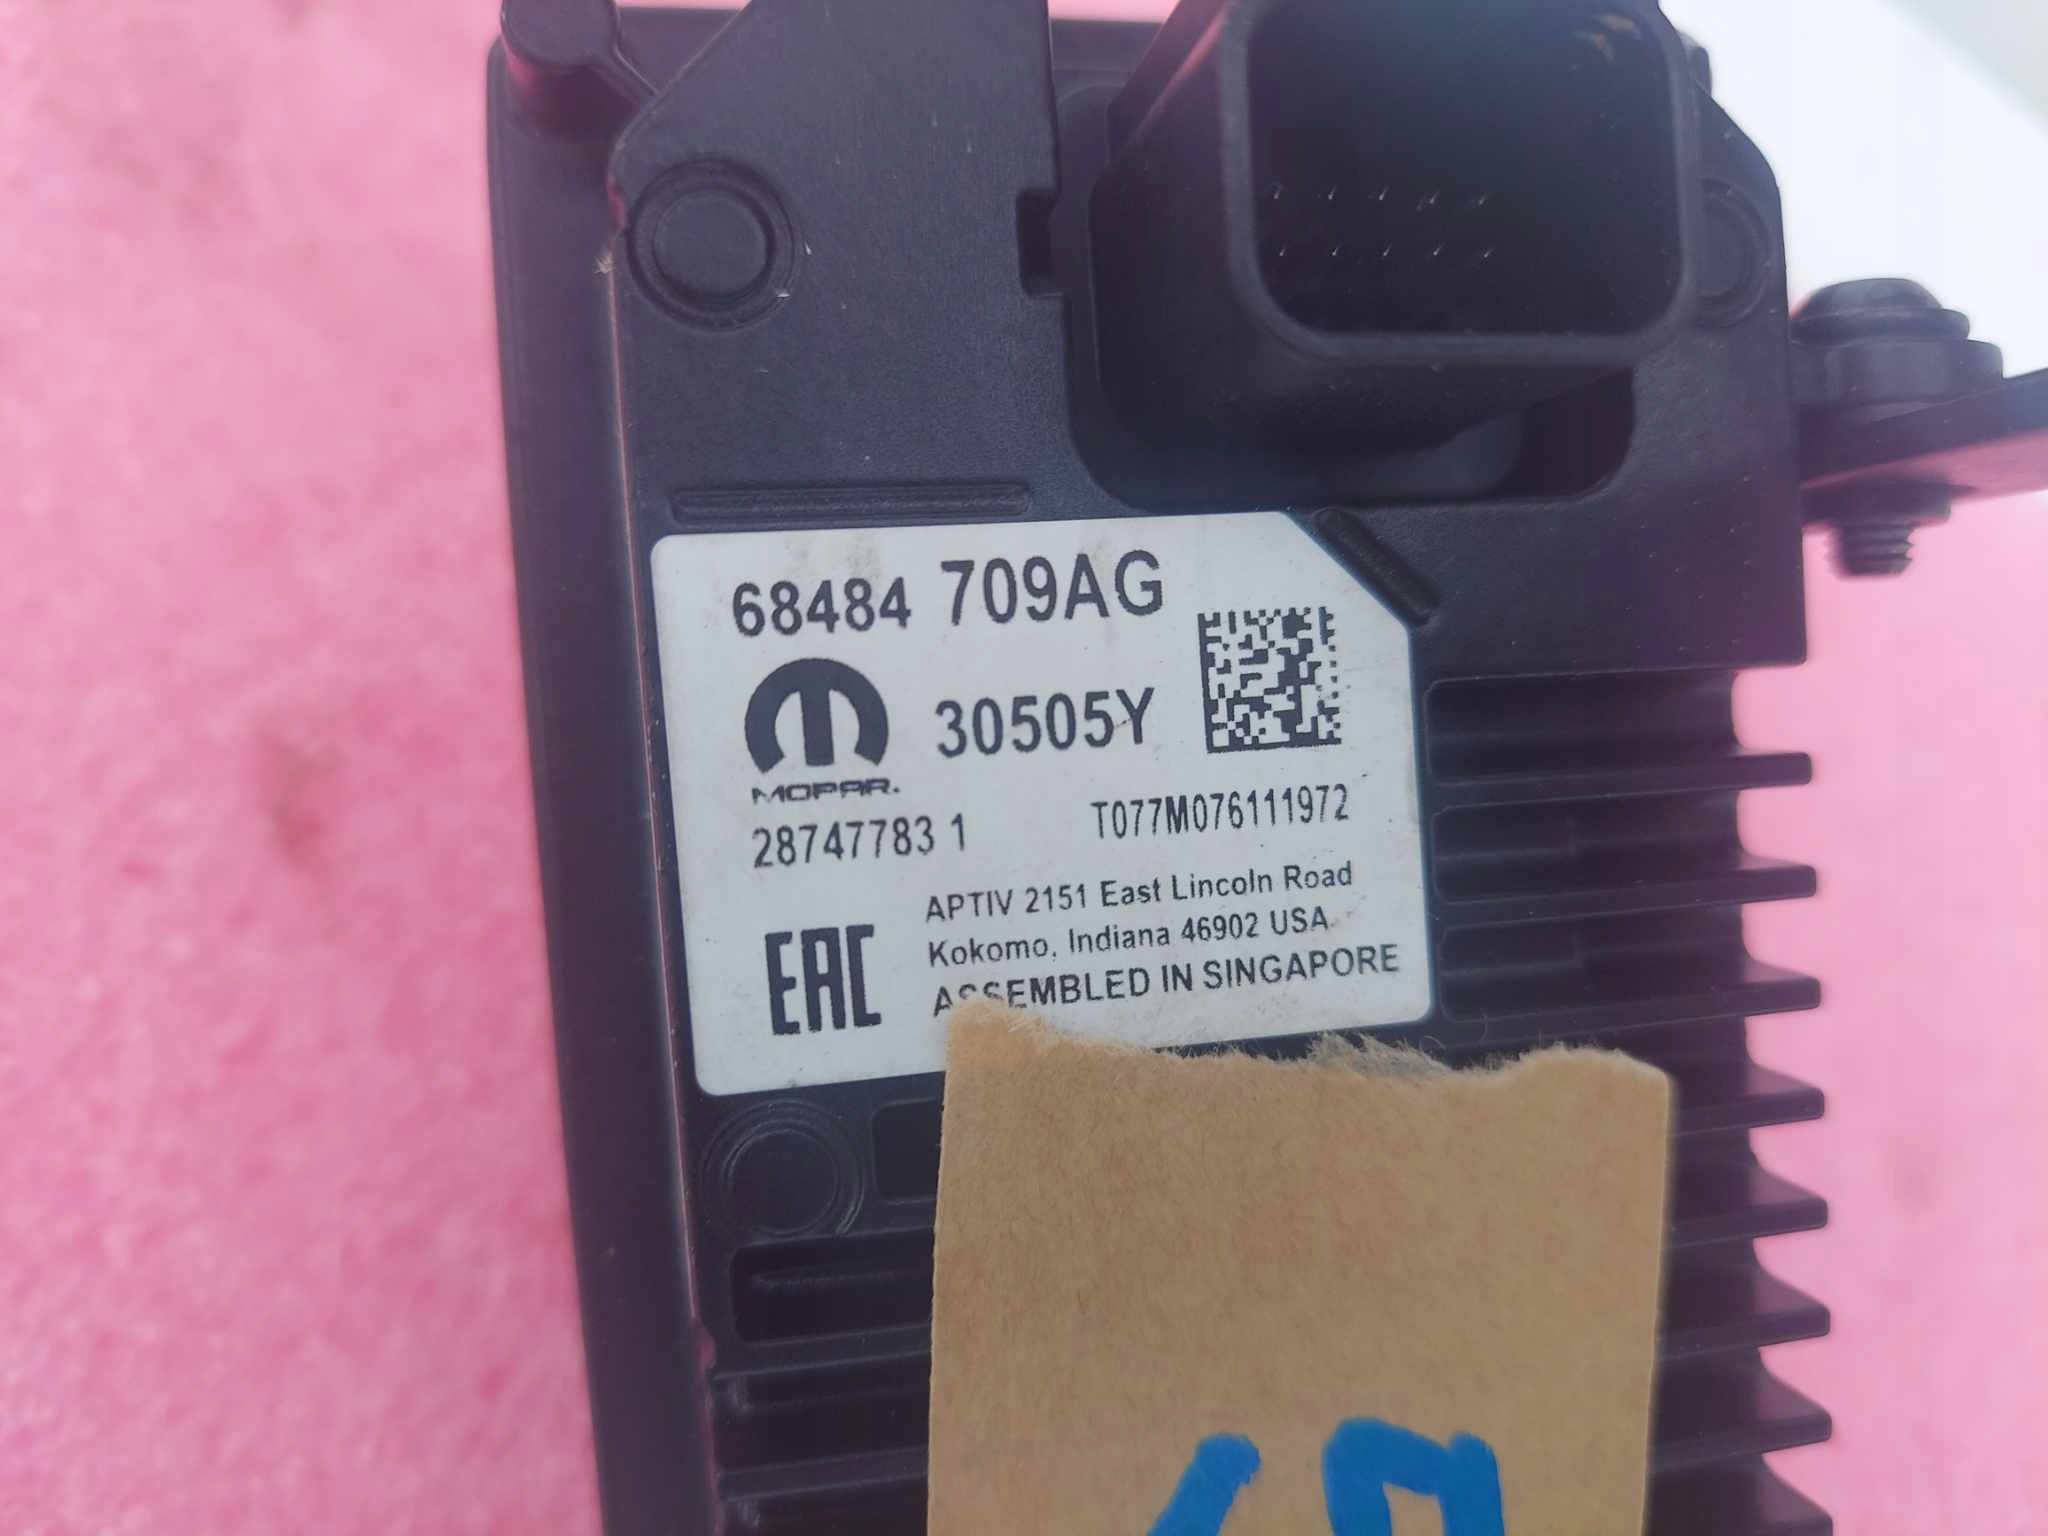 68484 709AG
MOPAR.
30505Y
28747783 1
T077M076111972
EAC
APTIV 2151 East Lincoln Road
Kokomo, Indiana 46902 USA
ASSEMBLED IN SINGAPORE